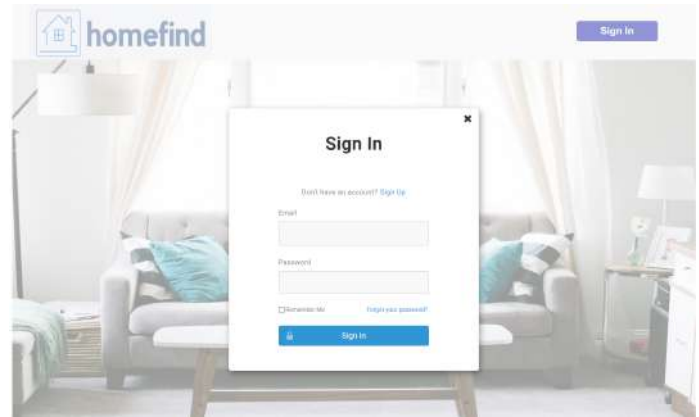 homefind
Sign In
Sign In
Don't have an account? Sign Up
Email
Password
Remember Me Forgot your password?
Sign In